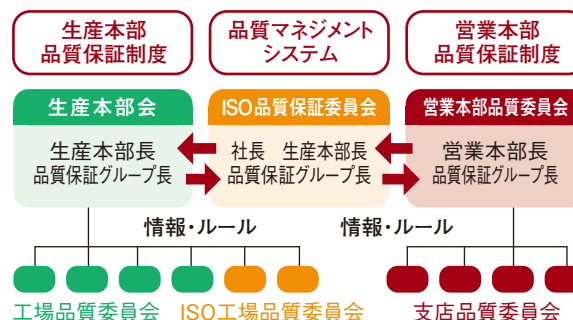 生産本部
品質保証制度
品質マネジメント
システム
営業本部
品質保証制度
生産本部会
生産本部長
品質保証グループ長
ISO品質保証委員会
社長 生産本部長
品質保証グループ長
営業本部品質委員会
営業本部長
品質保証グループ長
情報・ルール
情報・ルール
工場品質委員会
ISO工場品質委員会
支店品質委員会